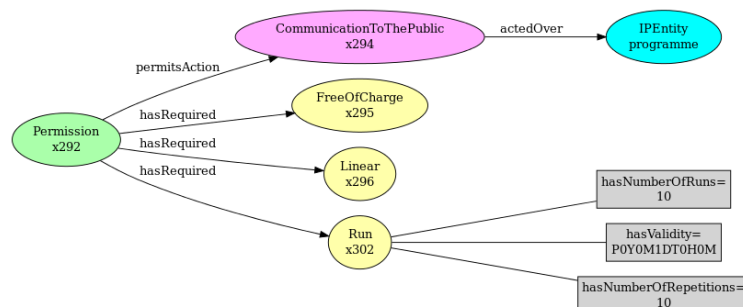 CommunicationToThePublic
x294
actedOver
IPEntity
programme
permitsAction
FreeOfCharge
x295
hasRequired
Permission
x292
hasRequired
Linear
x296
hasRequired
hasNumberOfRuns=
10
Run
x302
hasValidity=
P0Y0M1DT0H0M
hasNumberOfRepetitions=
10